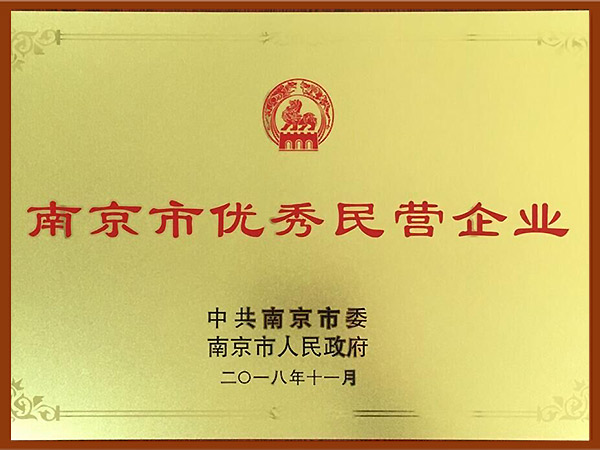 南京市优秀民营企业
中共南京市委
南京市人民政府
二〇一八年十一月